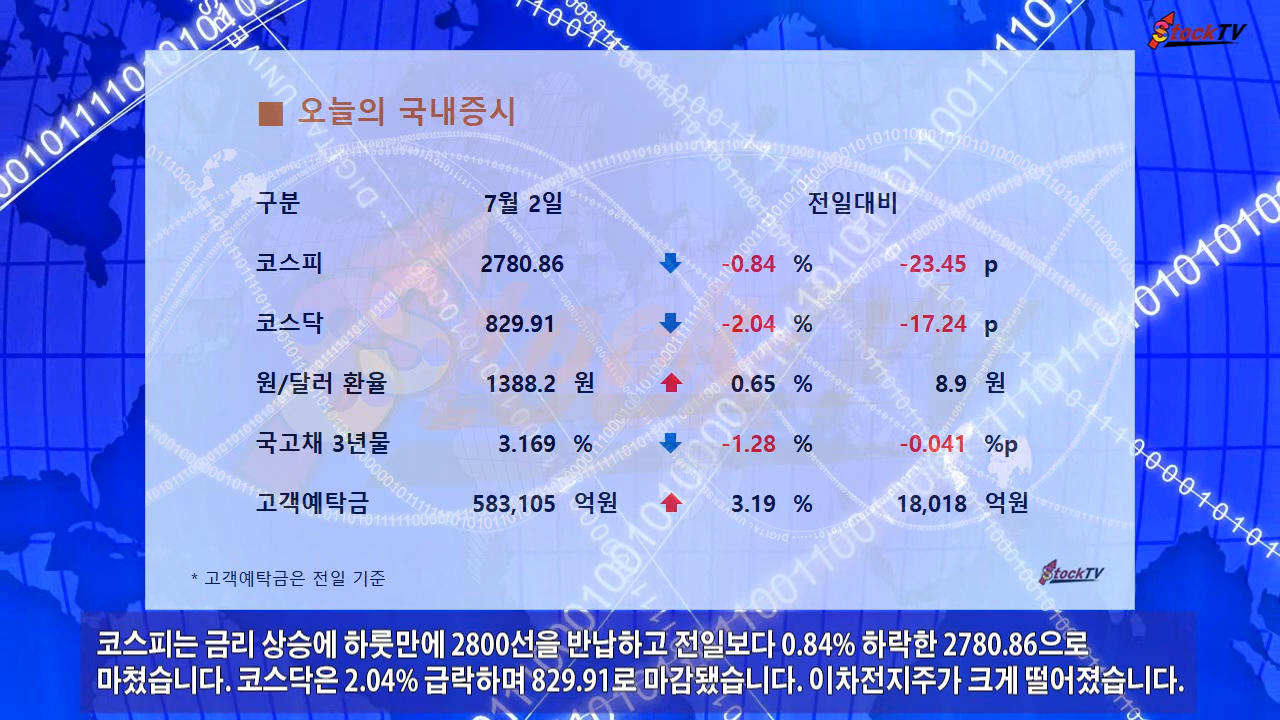 StockTV
■ 오늘의 국내증시
구분 7월 2일 전일대비
코스피 2780.86 -0.84 % -23.45 p
코스닥 829.91 -2.04 % -17.24 p
원/달러 환율 1388.2 원 0.65 % 8.9 원
국고채 3년물 3.169 % -1.28 % -0.041 %p
고객예탁금 583,105 억원 3.19 % 18,018 억원
* 고객예탁금은 전일 기준
StockTV
코스피는 금리 상승에 하룻만에 2800선을 반납하고 전일보다 0.84% 하락한 2780.86으로
마쳤습니다. 코스닥은 2.04% 급락하며 829.91로 마감됐습니다. 이차전지주가 크게 떨어졌습니다.